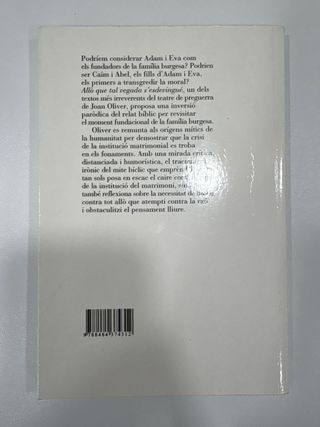 Podríem considerar Adam i Eva com
els fundadors de la família burgesa? Podrien
ser Caïm i Abel, els fills d'Adam i Eva,
els primers a transgredir la moral?
Allò que tal vegada s'esdevingué, un dels
textos més irreverents del teatre de preguerra
de Joan Oliver, proposa una inversió
paròdica del relat bíblic per revisitar
el moment fundacional de la família burgesa.
Oliver es remunta als orígens mítics de
la humanitat per demostrar que la crisi
de la institució matrimonial es troba
en els fonaments. Amb una mirada crítica,
distanciada i humorística, el
irònic del mite bíblic que emprèn
tan sols posa en escac el caire
de la institució del matrimoni,
també reflexiona sobre la necessitat de
contra tot allò que atempti contra la raó
i obstaculitzi el pensament lliure.
9788484374312